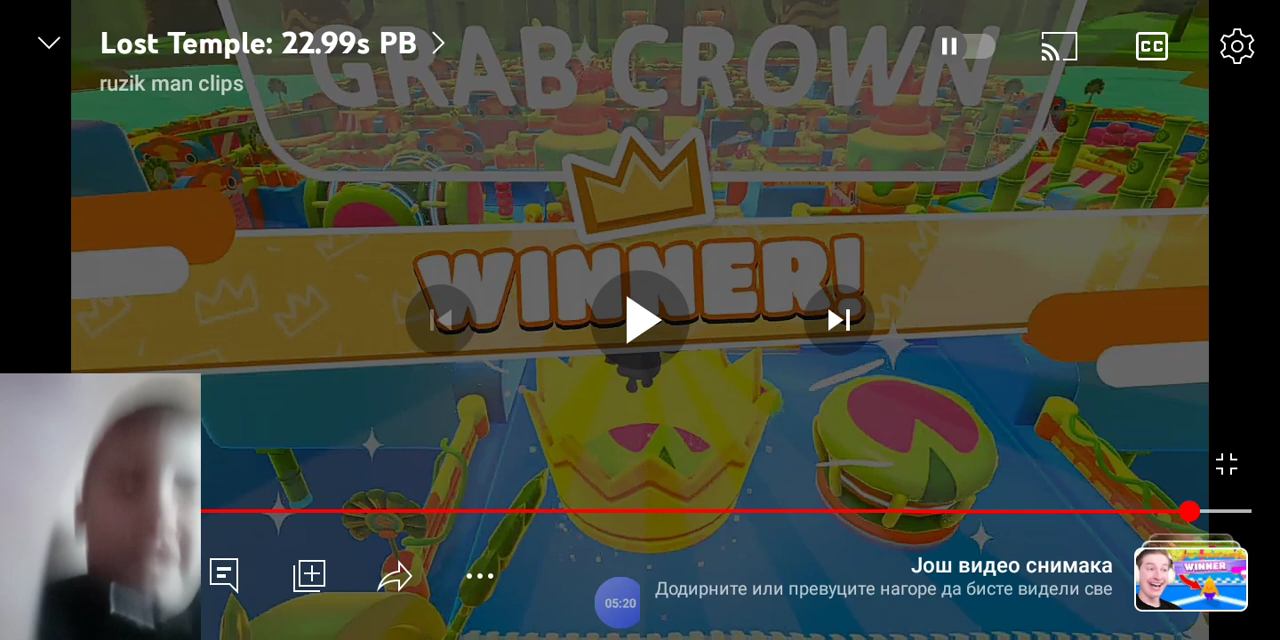 Lost Temple: 22.99s PB
ruzik man clips
GRAB CROWN
CC
WINNER!
WINNER
Још видео снимака
Додирните или превуците нагоре да бисте видели све
05:20